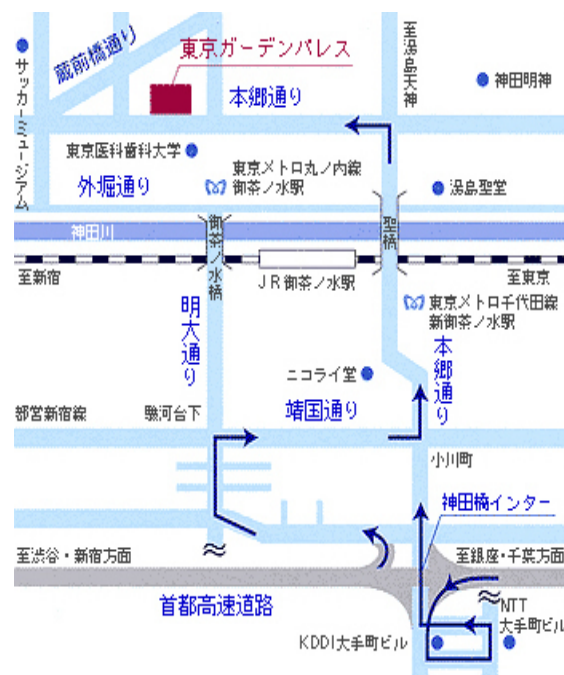 東京ガーデンパレス
蔵前橋通り
サッカーミュージアム
本郷通り
至湯島天神
神田明神
東京医科歯科大学
外堀通り
東京メトロ丸ノ内線
御茶ノ水駅
湯島聖堂
神田川
御茶ノ水橋
聖橋
至新宿
JR御茶ノ水駅
至東京
東京メトロ千代田線
新御茶ノ水駅
明大通り
本郷通り
ニコライ堂
都営新宿線
駿河台下
靖国通り
小川町
神田橋インター
至渋谷・新宿方面
至銀座・千葉方面
首都高速道路
NTT
大手町ビル
KDDI大手町ビル